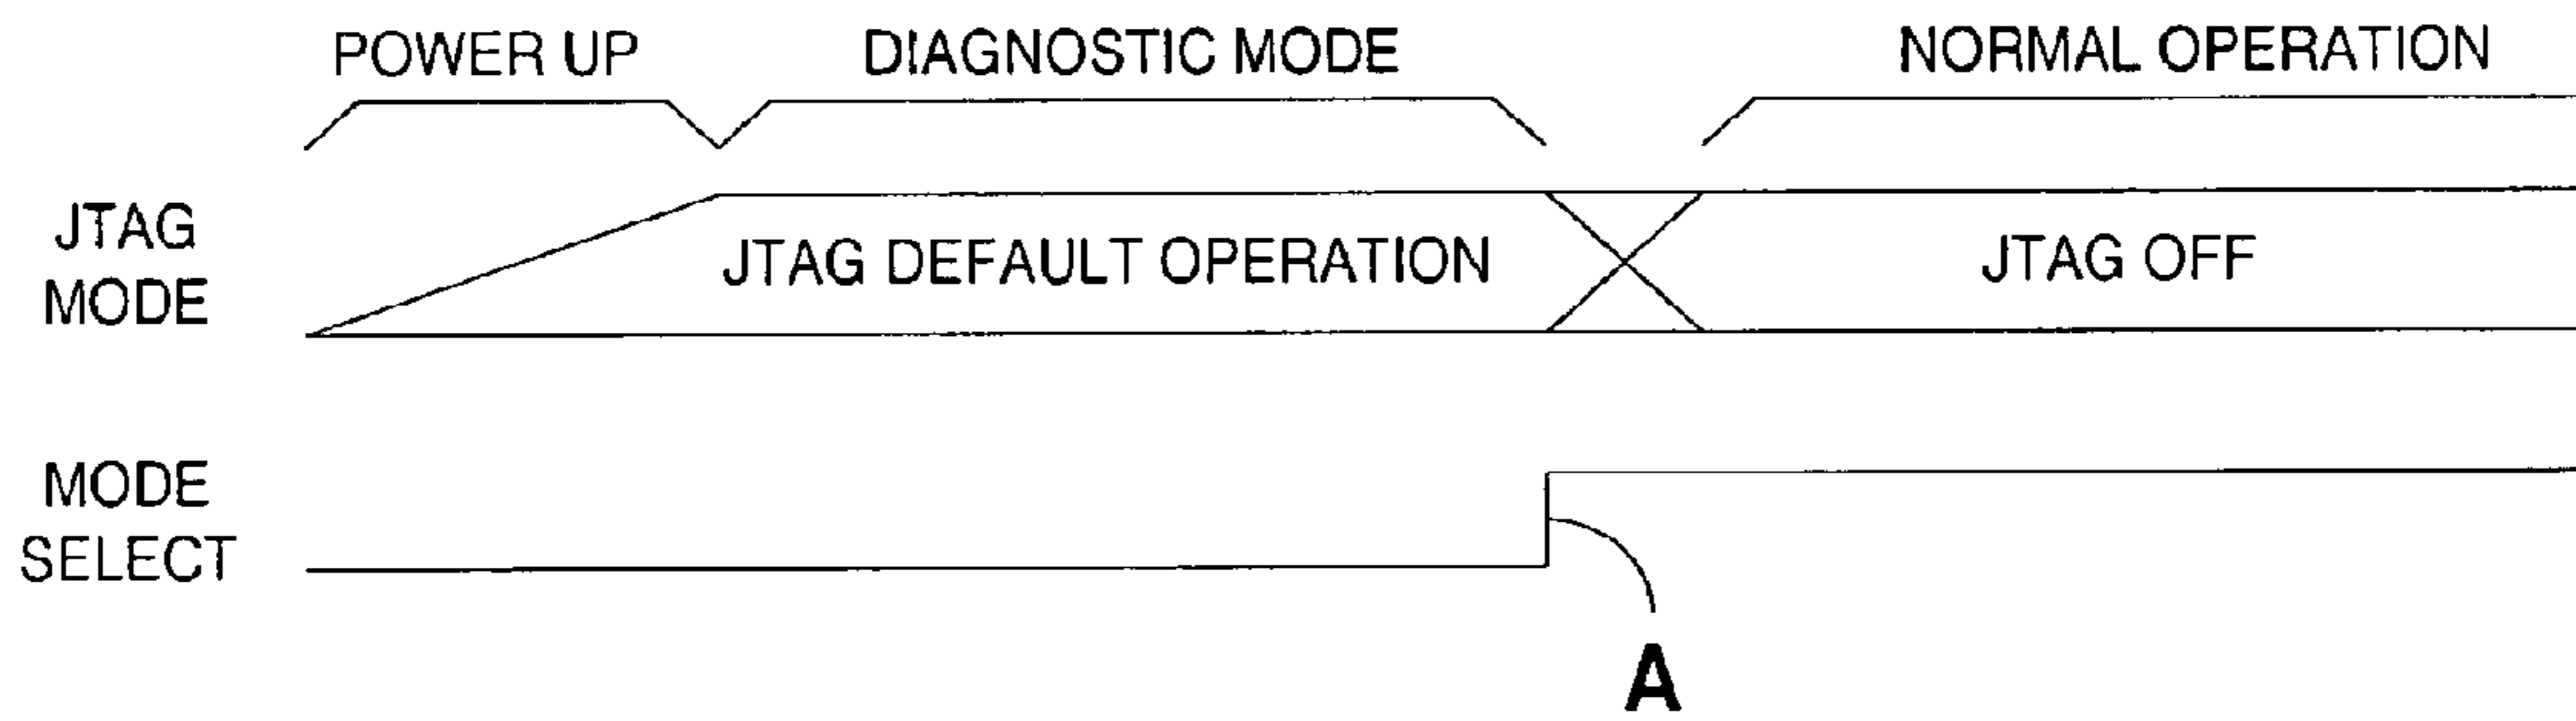 POWER UP
DIAGNOSTIC MODE
NORMAL OPERATION
JTAG
MODE
JTAG DEFAULT OPERATION
JTAG OFF
MODE
SELECT
A